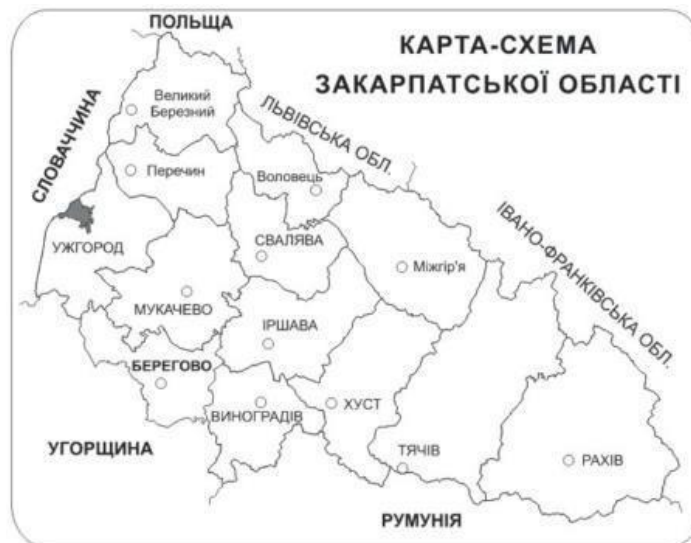 ПОЛЬЩА
КАРТА-СХЕМА
ЗАКАРПАТСЬКОЇ ОБЛАСТІ
СЛОВАЧЧИНА
Великий
Березний
ЛЬВІВСЬКА ОБЛ.
Перечин
Воловець
ІВАНО-ФРАНКІВСЬКА ОБЛ.
УЖГОРОД
СВАЛЯВА
Міжгір'я
МУКАЧЕВО
ІРШАВА
БЕРЕГОВО
ВИНОГРАДІВ
ХУСТ
УГОРЩИНА
ТЯЧІВ
РАХІВ
РУМУНІЯ